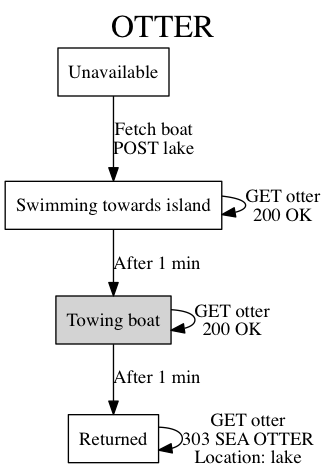 OTTER
Unavailable
Fetch boat
POST lake
Swimming towards island
GET otter
200 OK
After 1 min
Towing boat
GET otter
200 OK
After 1 min
Returned
GET otter
303 SEA OTTER
Location: lake